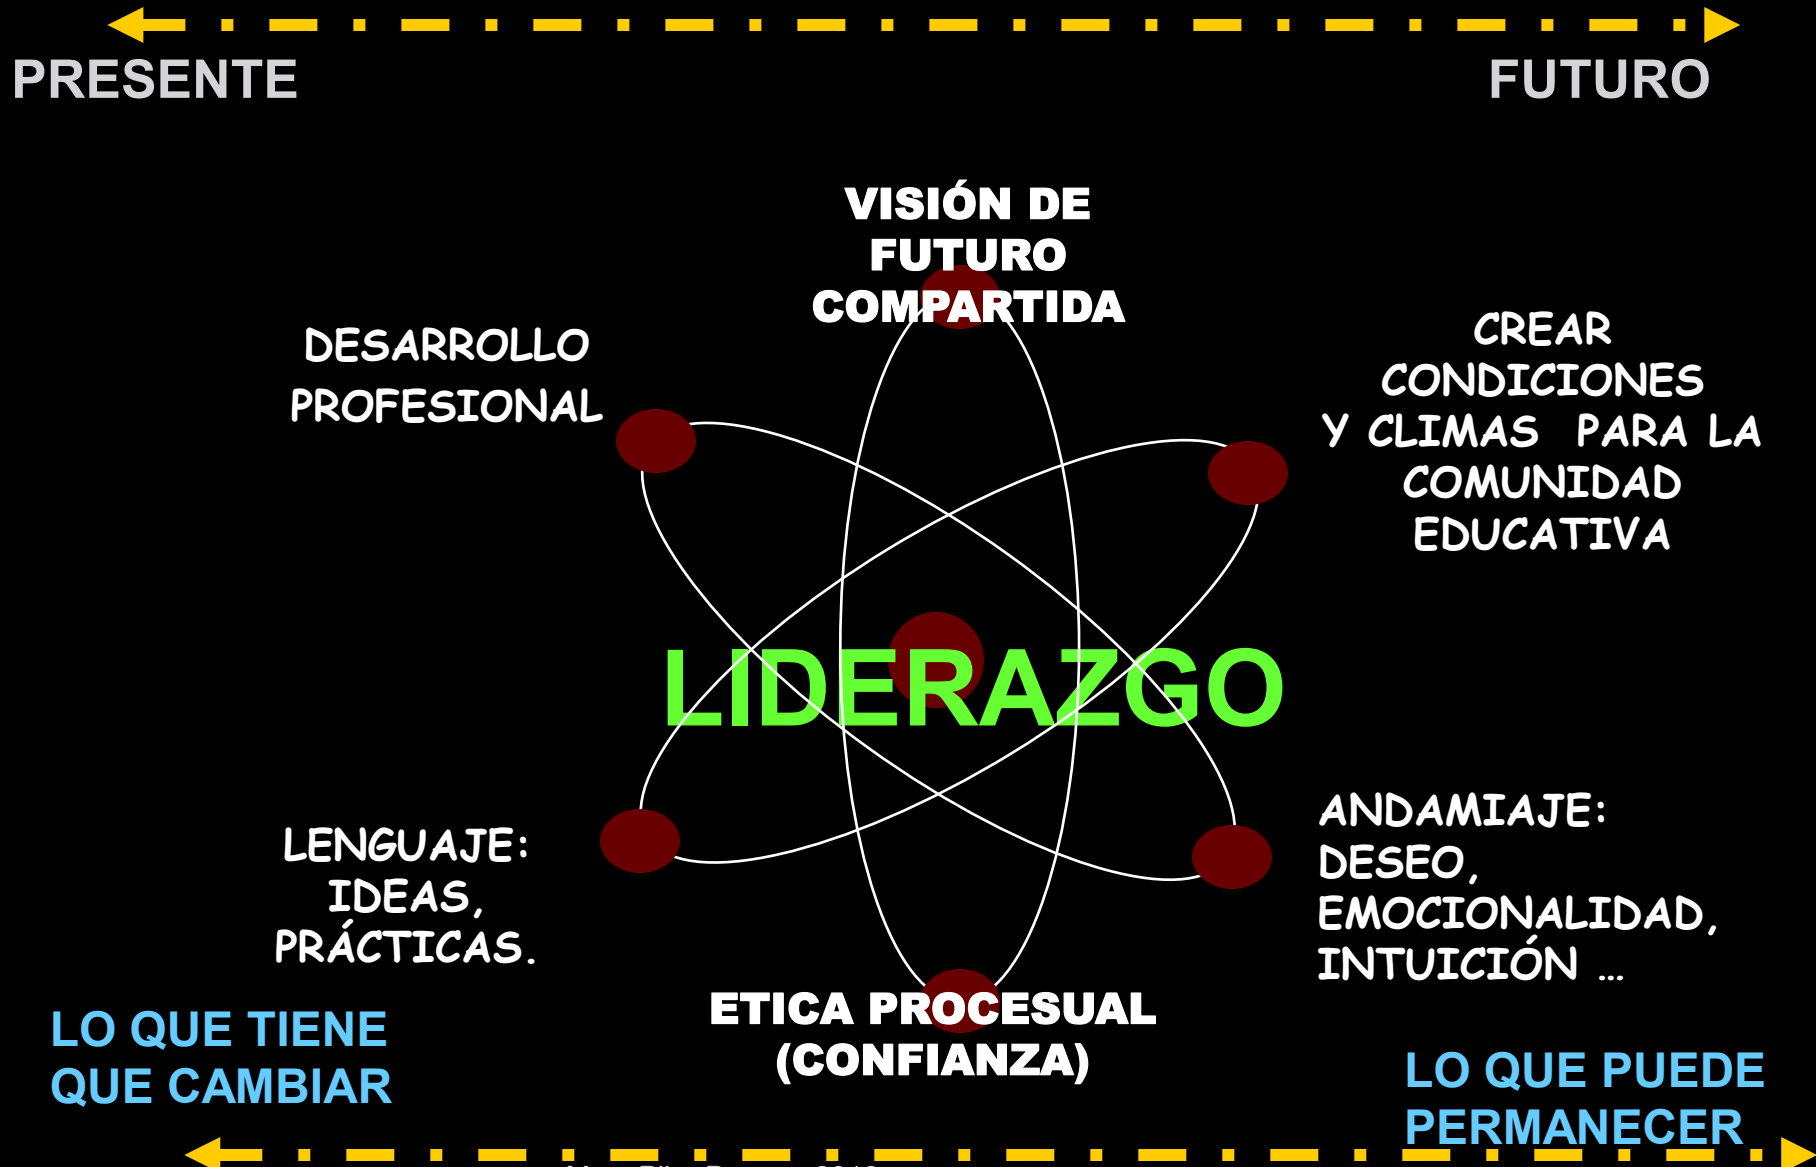 PRESENTE
FUTURO
VISIÓN DE
FUTURO
COMPARTIDA
DESARROLLO
PROFESIONAL
CREAR
CONDICIONES
Y CLIMAS PARA LA
COMUNIDAD
EDUCATIVA
LIDERAZGO
LENGUAJE:
IDEAS,
PRÁCTICAS.
ANDAMIAJE:
DESEO,
EMOCIONALIDAD,
INTUICIÓN ...
ETICA PROCESUAL
(CONFIANZA)
LO QUE TIENE
QUE CAMBIAR
LO QUE PUEDE
PERMANECER